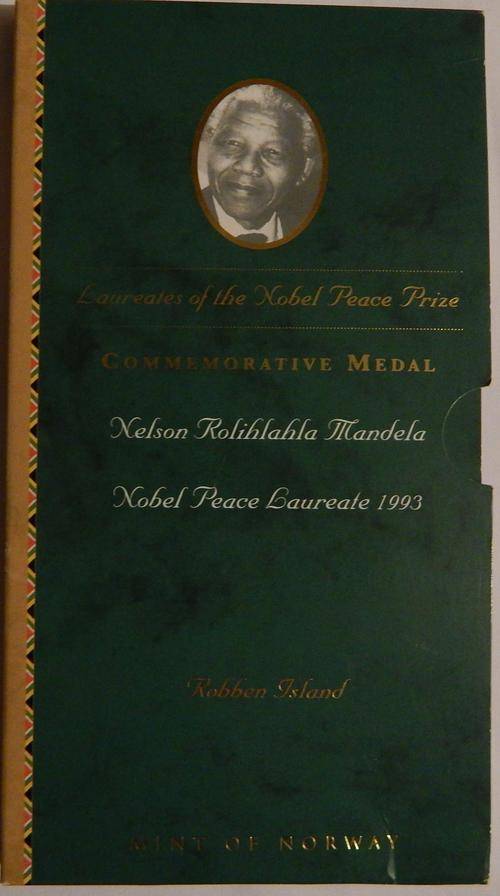 Laureates of the Nobel Peace Prize
COMMEMORATIVE MEDAL
Nelson Rolihlahla Mandela
Nobel Peace Laureate 1993
Robben Island
MINT OF NORWAY